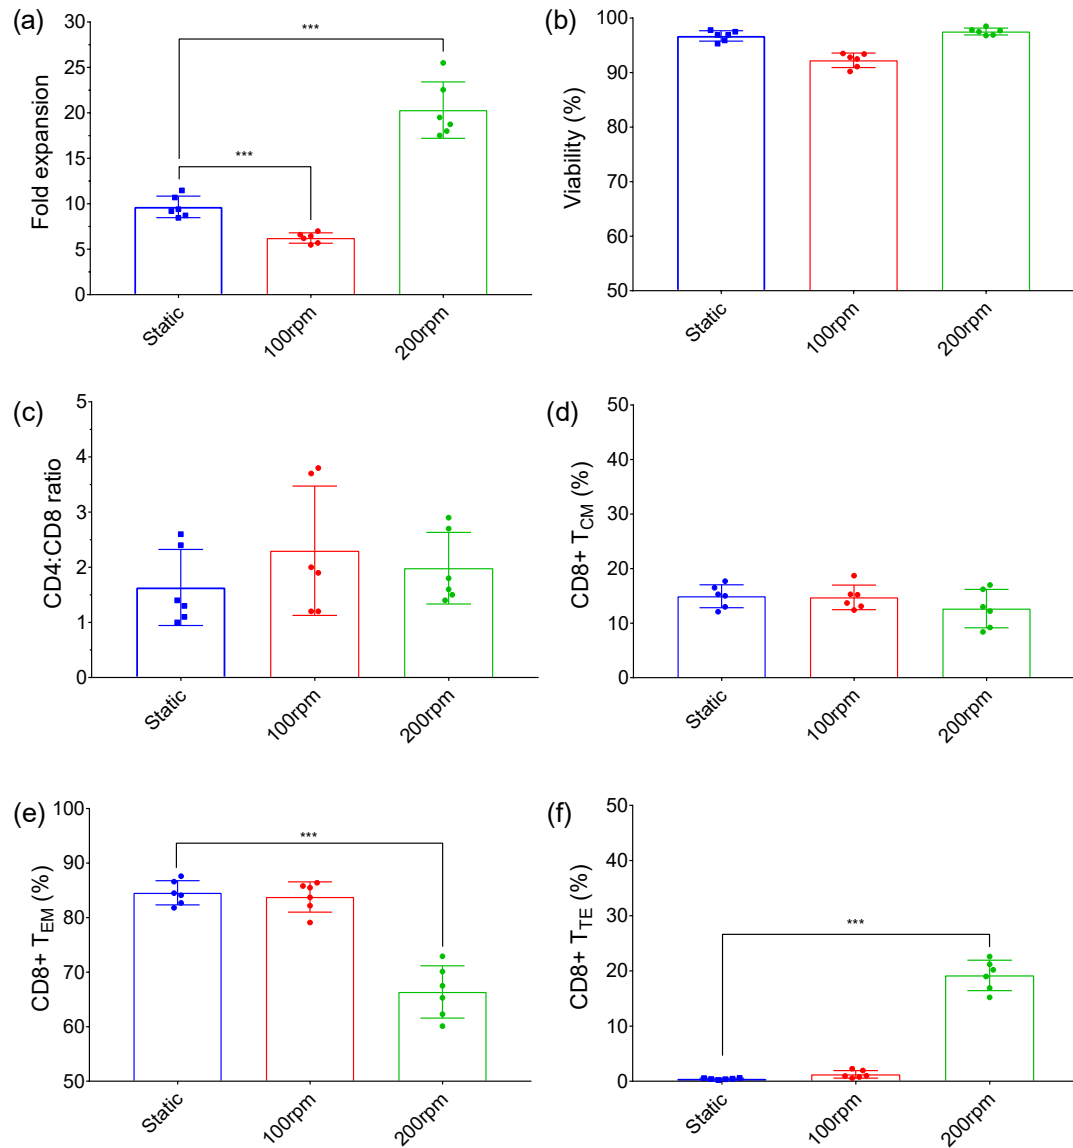 (a)
Fold expansion
30
25
20
15
10
5
0
***
***
Static
100rpm
200rpm
(b)
Viability (%)
100
90
80
70
60
50
Static
100rpm
200rpm
(c)
CD4:CD8 ratio
5
4
3
2
1
0
Static
100rpm
200rpm
(d)
CD8+ TCM (%)
50
40
30
20
10
0
Static
100rpm
200rpm
(e)
CD8+ TEM (%)
100
90
80
70
60
50
***
Static
100rpm
200rpm
(f)
CD8+ TTE (%)
50
40
30
20
10
0
***
Static
100rpm
200rpm